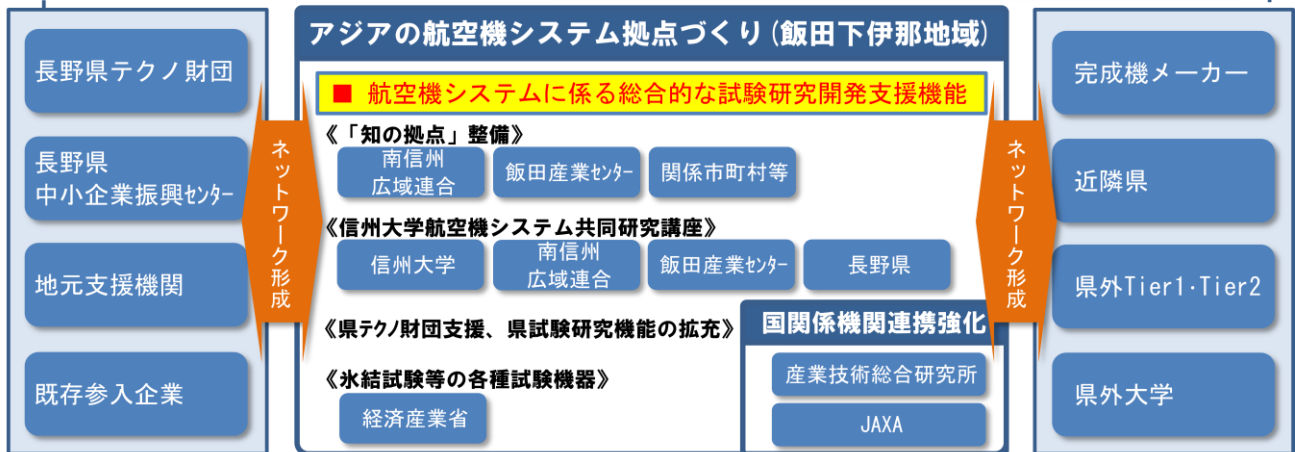 長野県テクノ財団
長野県
中小企業振興ｾﾝﾀｰ
地元支援機関
既存参入企業
ネットワーク形成
アジアの航空機システム拠点づくり(飯田下伊那地域)
■ 航空機システムに係る総合的な試験研究開発支援機能
《「知の拠点」整備》
南信州
広域連合
飯田産業ｾﾝﾀｰ
関係市町村等
《信州大学航空機システム共同研究講座》
信州大学
南信州
広域連合
飯田産業ｾﾝﾀｰ
長野県
《県ﾃｸﾉ財団支援、県試験研究機能の拡充》
《氷結試験等の各種試験機器》
経済産業省
国関係機関連携強化
産業技術総合研究所
JAXA
ネットワーク形成
完成機メーカー
近隣県
県外Tier1･Tier2
県外大学